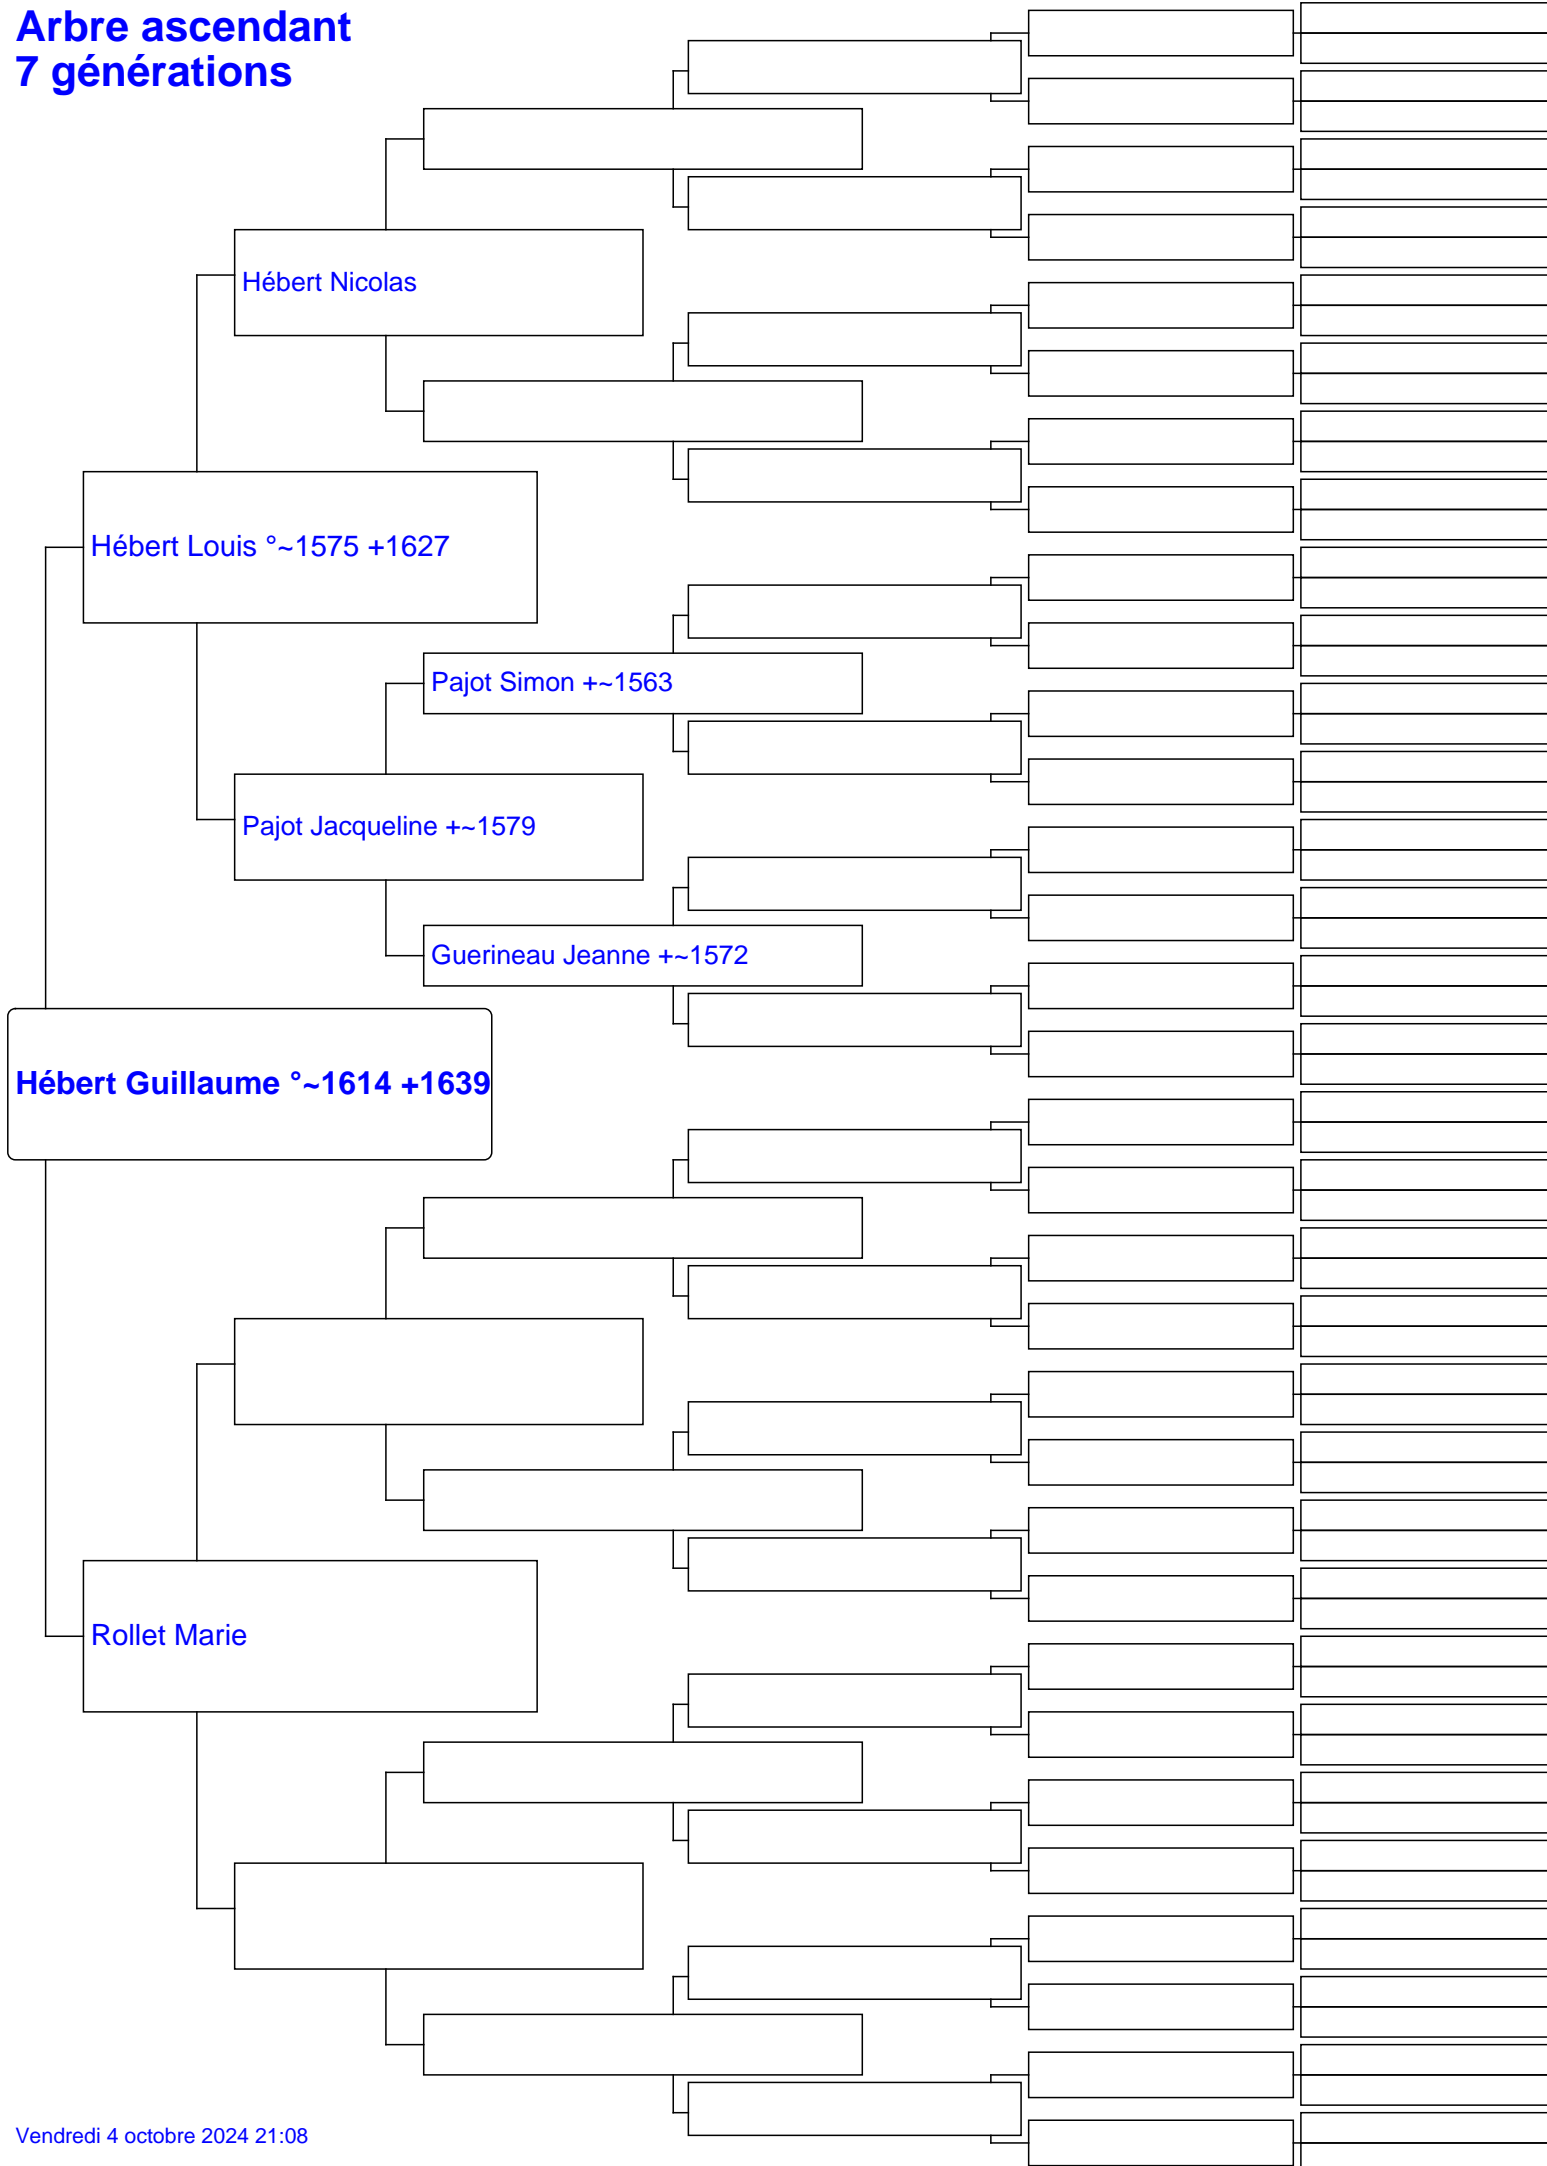 Arbre ascendant
7 générations
Hébert Nicolas
Hébert Louis °~1575 +1627
Pajot Simon +~1563
Pajot Jacqueline +~1579
Guerineau Jeanne +~1572
Hébert Guillaume °~1614 +1639
Rollet Marie
Vendredi 4 octobre 2024 21:08